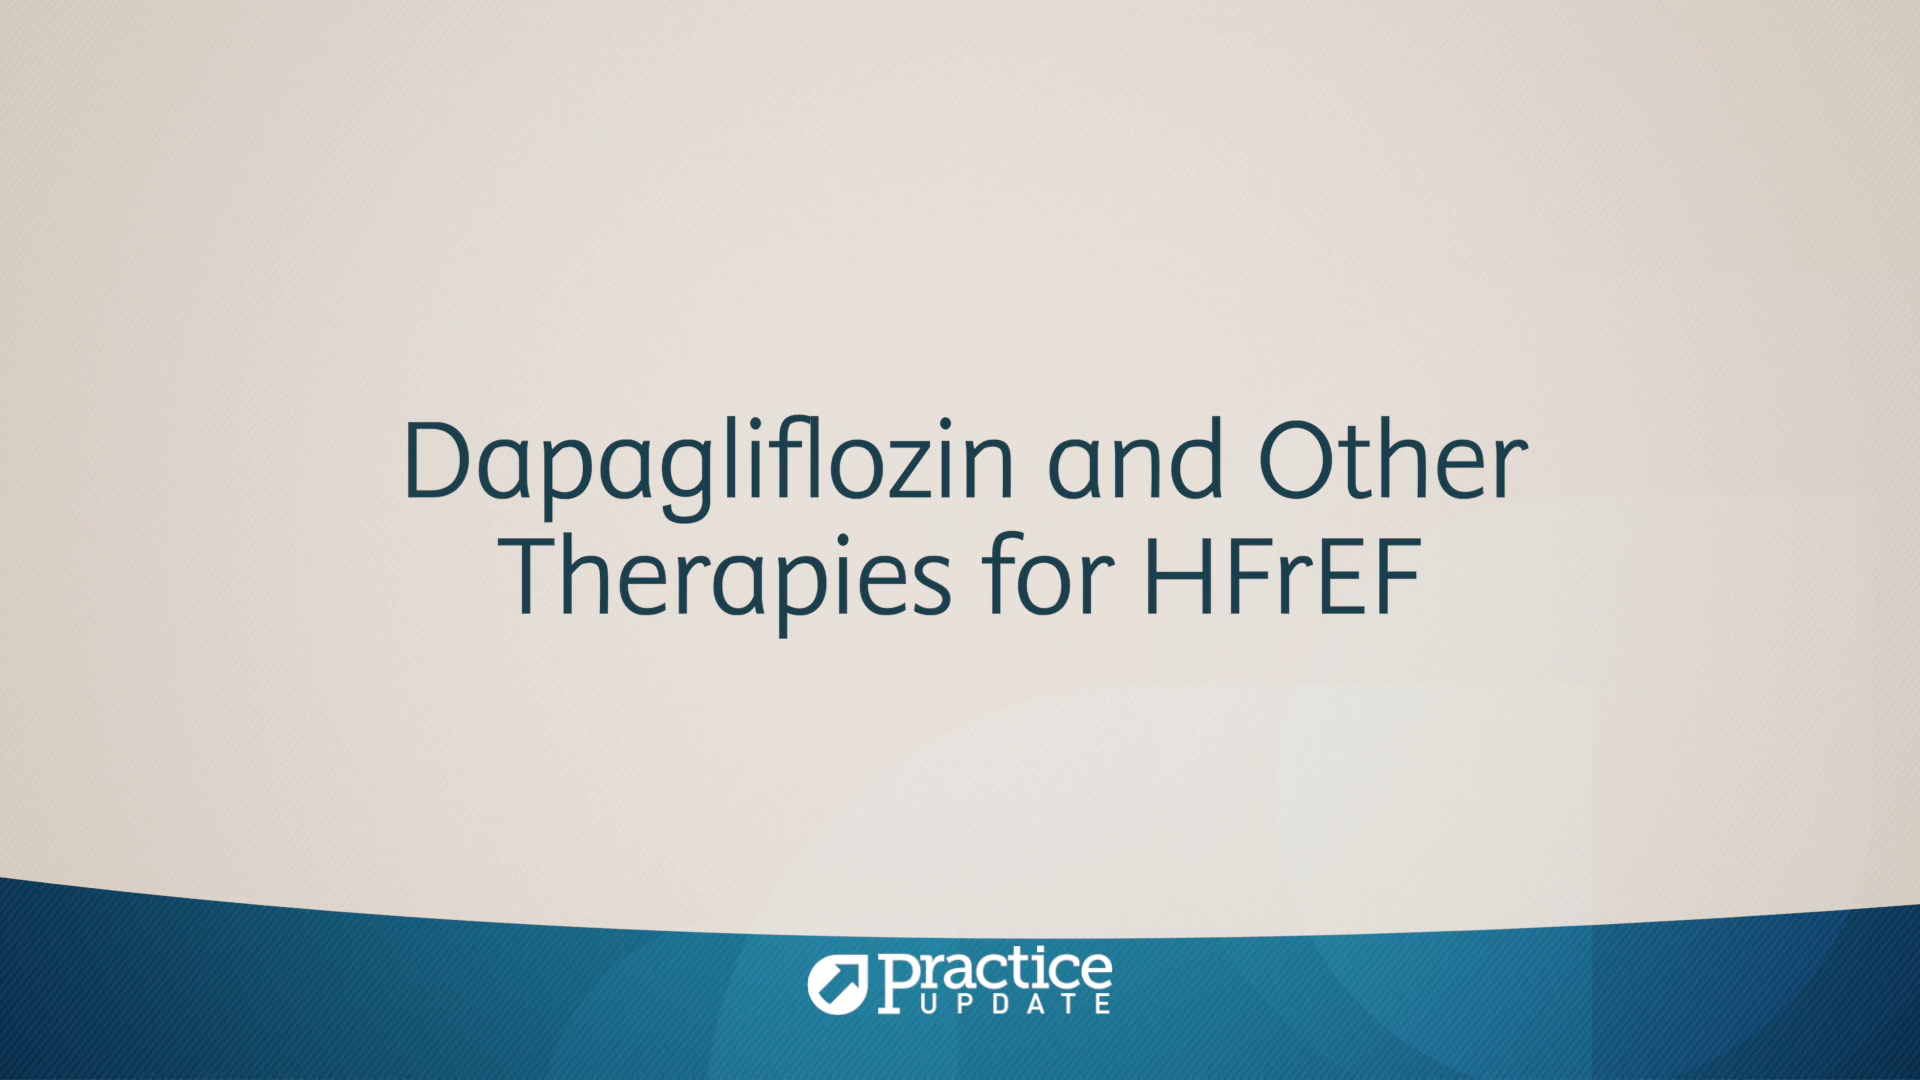 Dapagliflozin and Other
Therapies for HFrEF
practice
UPDATE